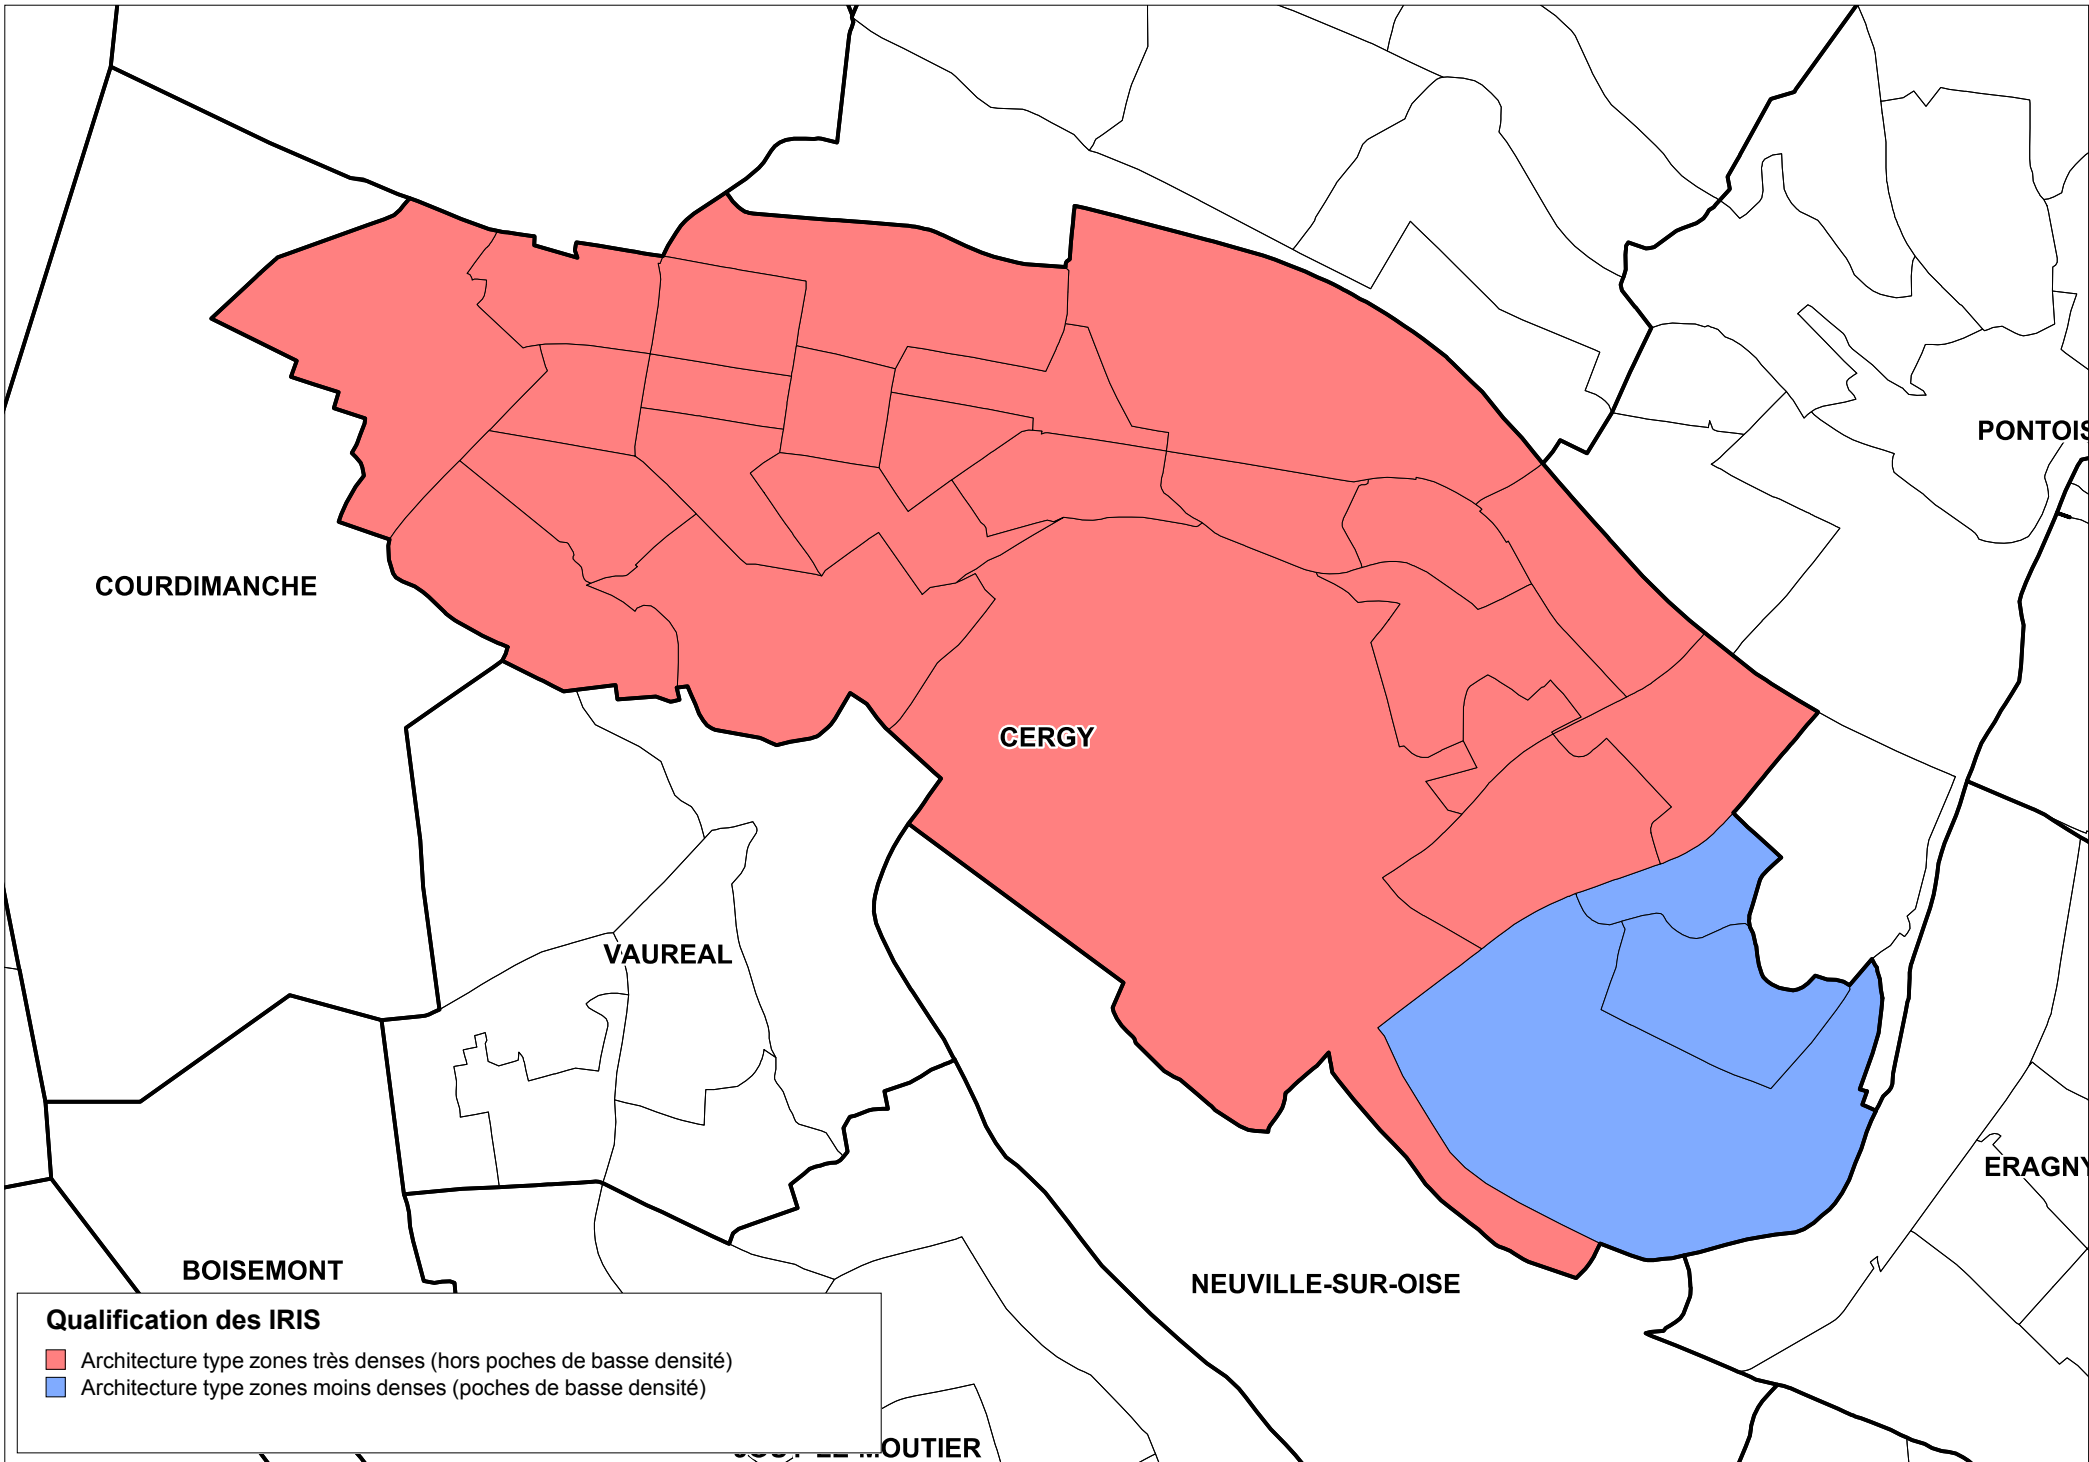 PONTOIS
COURDIMANCHE
CERGY
VAUREAL
ERAGNY
BOISEMONT
NEUVILLE-SUR-OISE
Qualification des IRIS
Architecture type zones très denses (hors poches de basse densité)
Architecture type zones moins denses (poches de basse densité)
MOUTIER